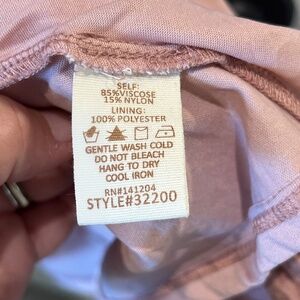 SELF:
85%VISCOSE
15%NYLON
LINING:
100%POLYESTER
GENTLE WASH COLD
DO NOT BLEACH
HANG TO DRY
COOL IRON
RN#141204
STYLE#32200